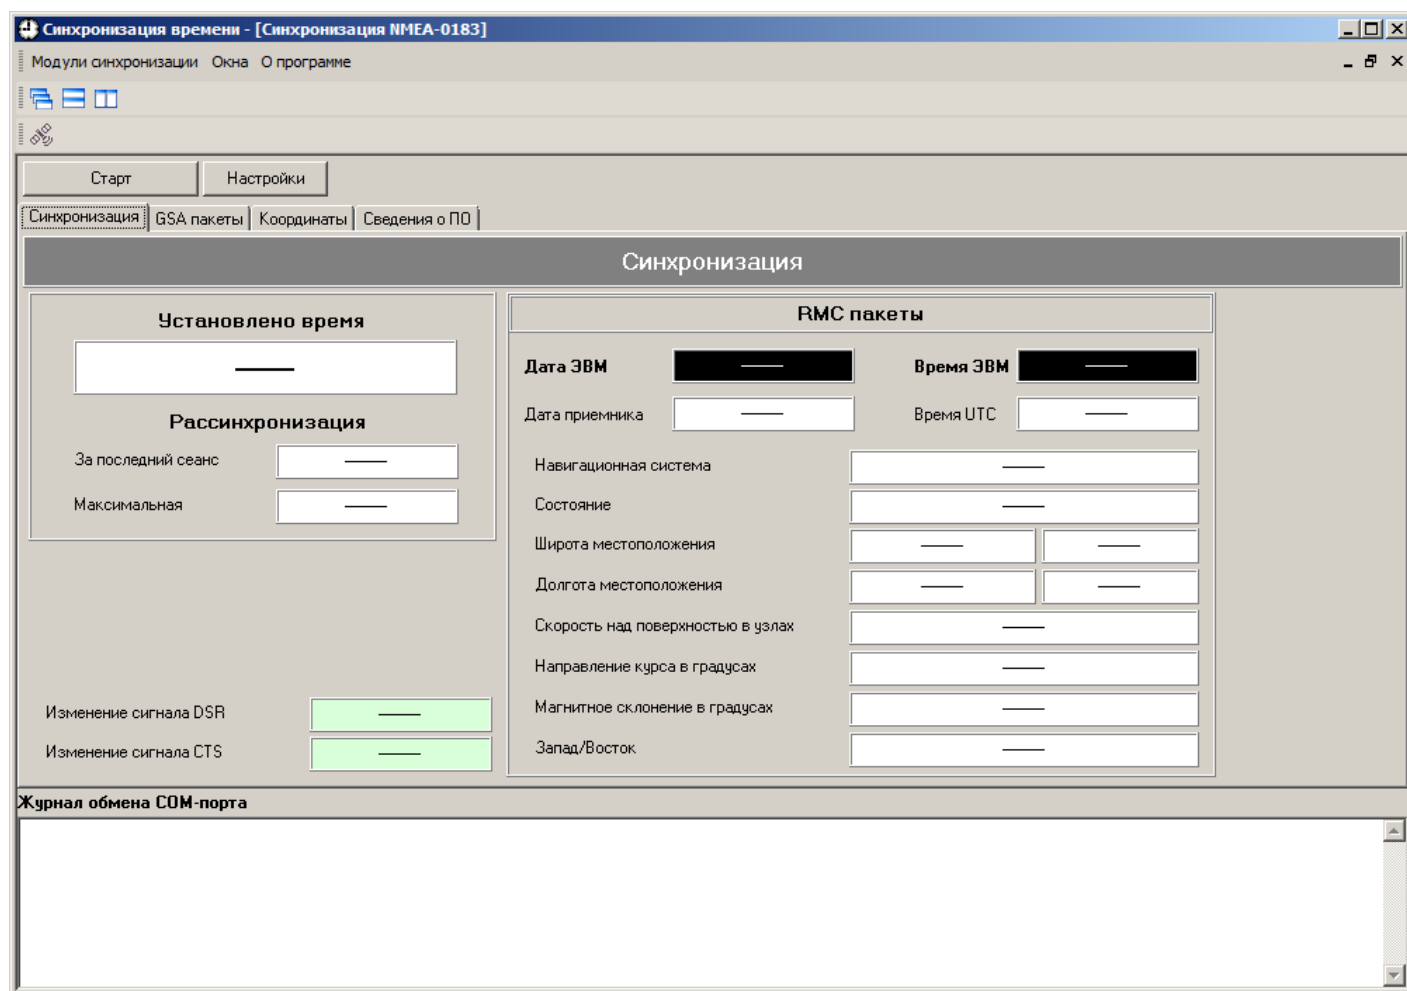 Синхронизация времени - [Синхронизация NMEA-0183]
Модули синхронизации Окна О программе
Старт Настройки
Синхронизация GSA пакеты Координаты Сведения о ПО
Синхронизация
Установлено время
——
Рассинхронизация
За последний сеанс ——
Максимальная ——
Изменение сигнала DSR ——
Изменение сигнала CTS ——
RMC пакеты
Дата ЭВМ —— Время ЭВМ ——
Дата приемника —— Время UTC ——
Навигационная система ——
Состояние ——
Широта местоположения —— ——
Долгота местоположения —— ——
Скорость над поверхностью в узлах ——
Направление курса в градусах ——
Магнитное склонение в градусах ——
Запад/Восток ——
Журнал обмена COM-порта